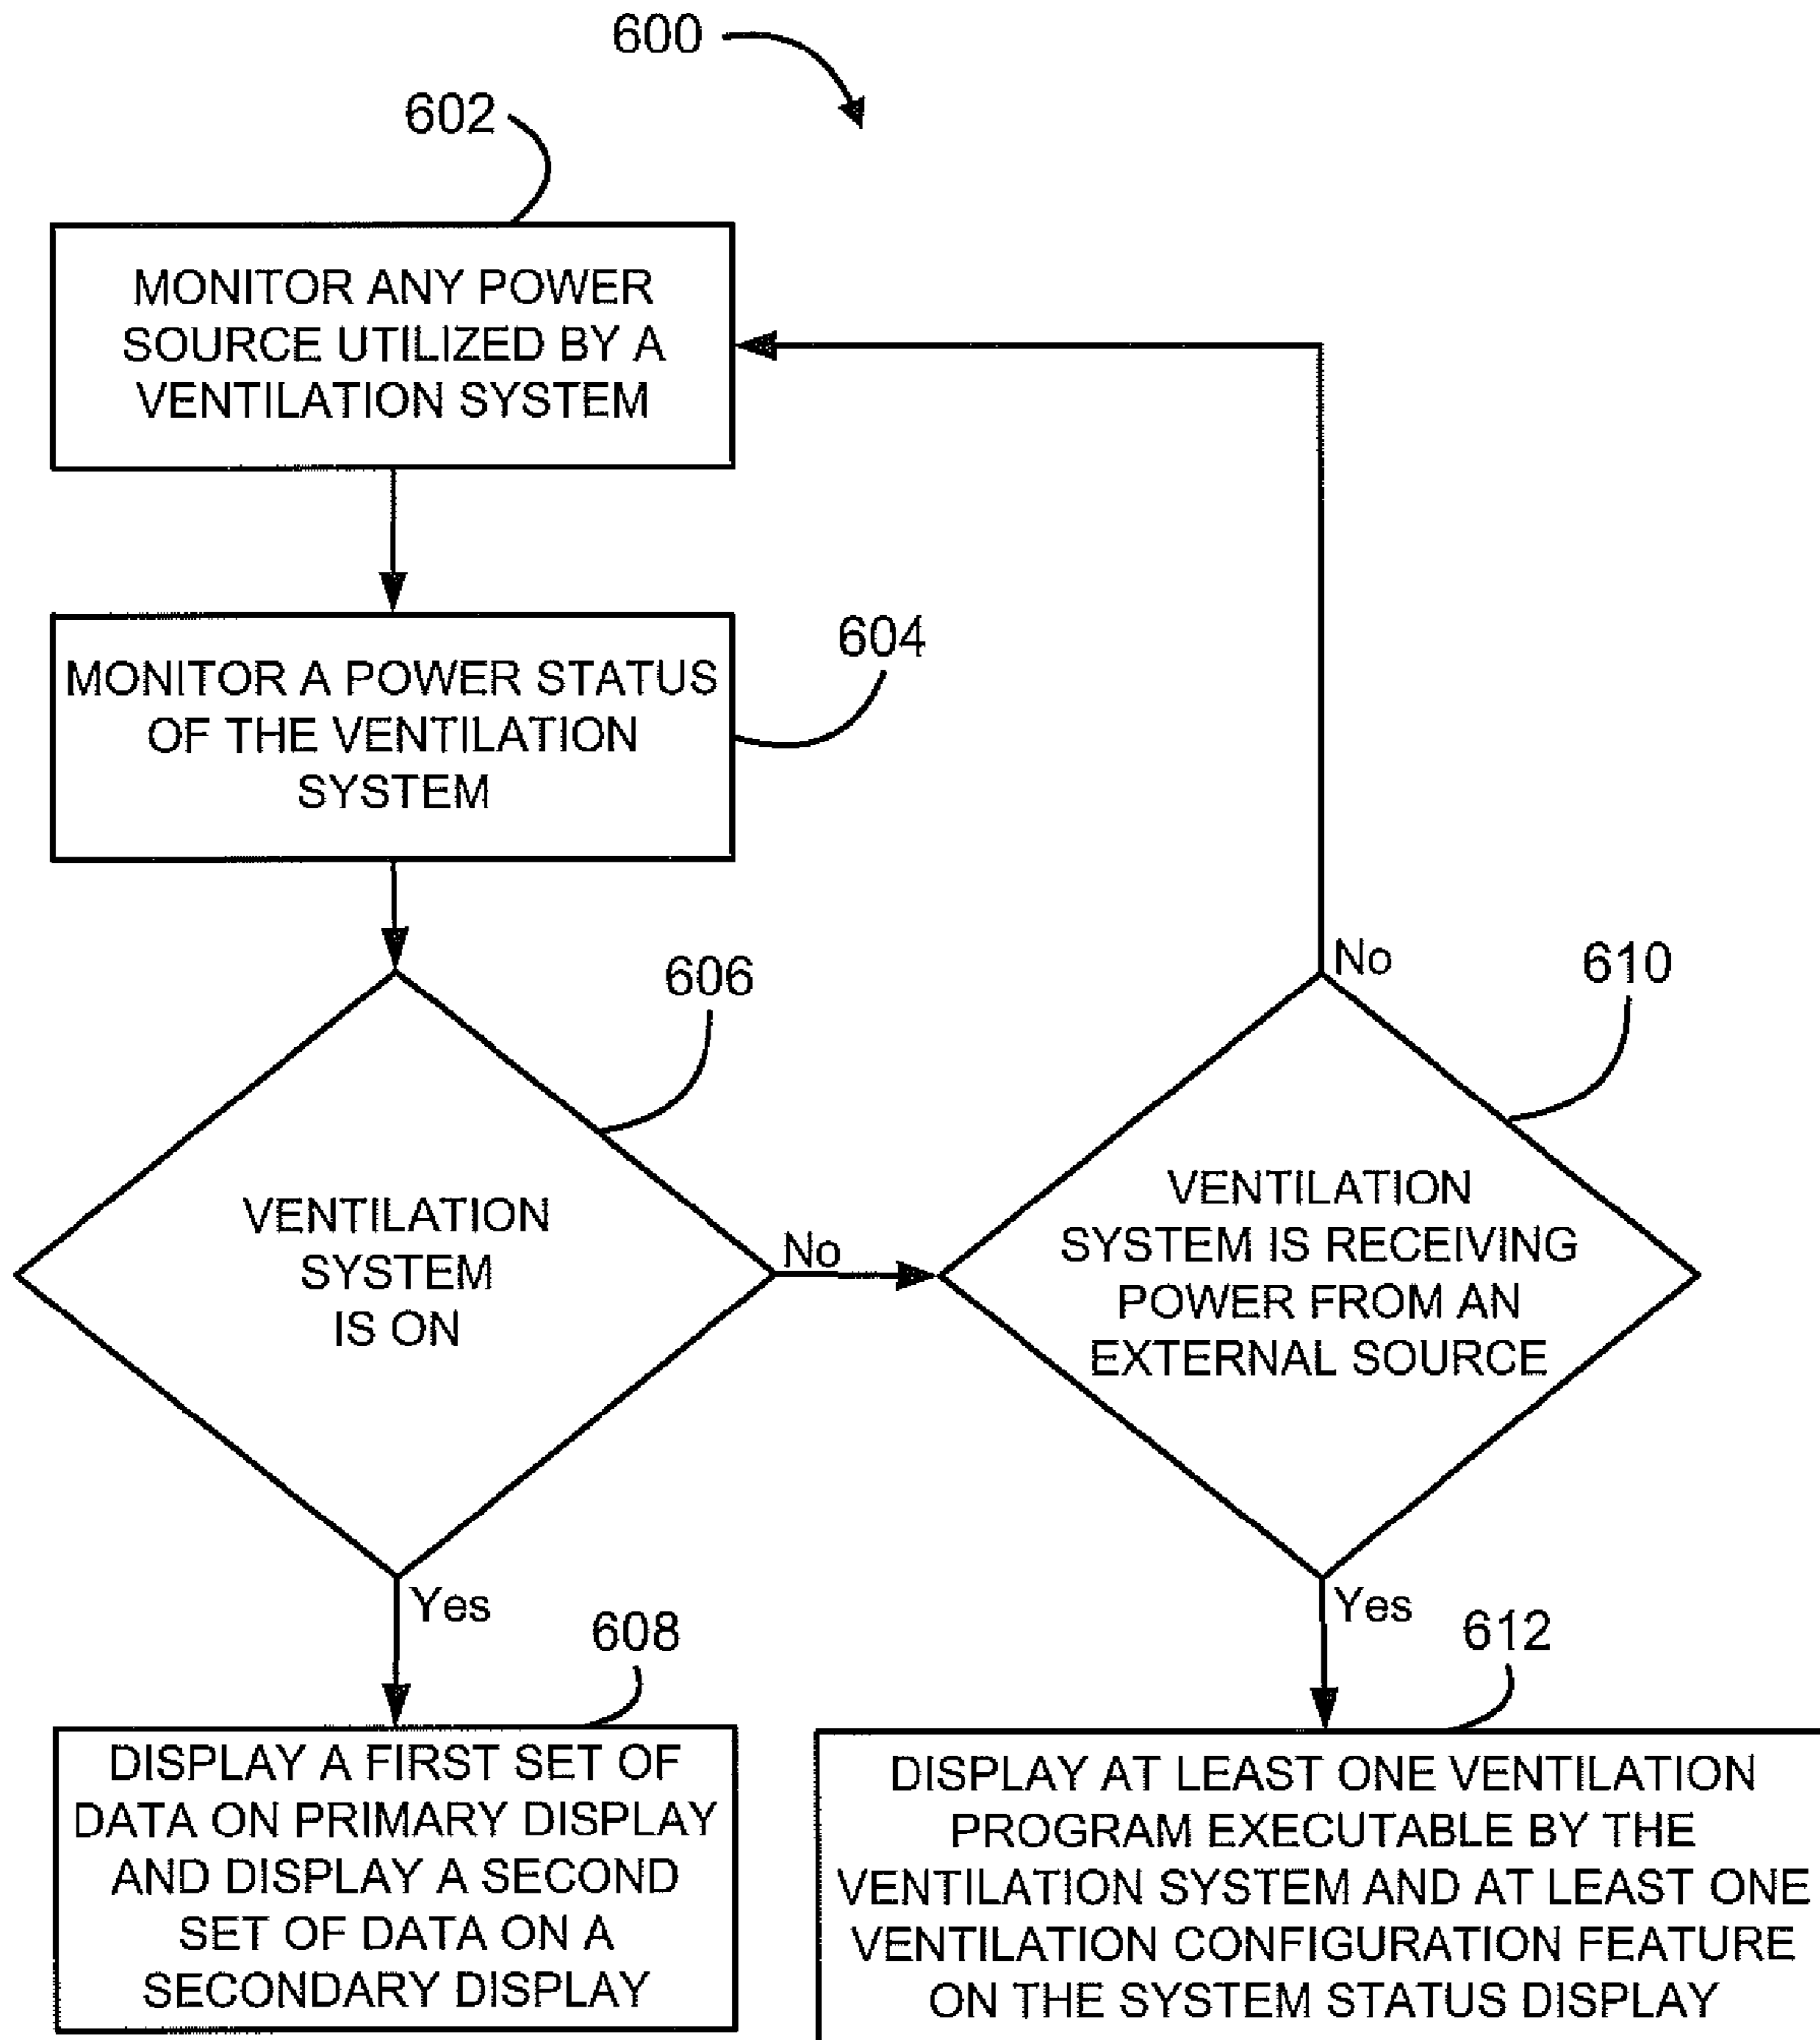 600
602
MONITOR ANY POWER
SOURCE UTILIZED BY A
VENTILATION SYSTEM
604
MONITOR A POWER STATUS
OF THE VENTILATION
SYSTEM
606
VENTILATION
SYSTEM
IS ON
No
Yes
610
No
VENTILATION
SYSTEM IS RECEIVING
POWER FROM AN
EXTERNAL SOURCE
Yes
608
DISPLAY A FIRST SET OF
DATA ON PRIMARY DISPLAY
AND DISPLAY A SECOND
SET OF DATA ON A
SECONDARY DISPLAY
612
DISPLAY AT LEAST ONE VENTILATION
PROGRAM EXECUTABLE BY THE
VENTILATION SYSTEM AND AT LEAST ONE
VENTILATION CONFIGURATION FEATURE
ON THE SYSTEM STATUS DISPLAY